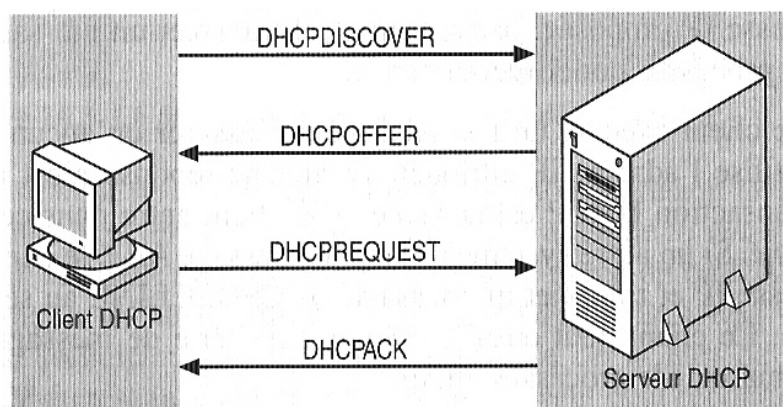 DHCPDISCOVER
DHCPOFFER
DHCPREQUEST
Client DHCP
DHCPACK
Serveur DHCP